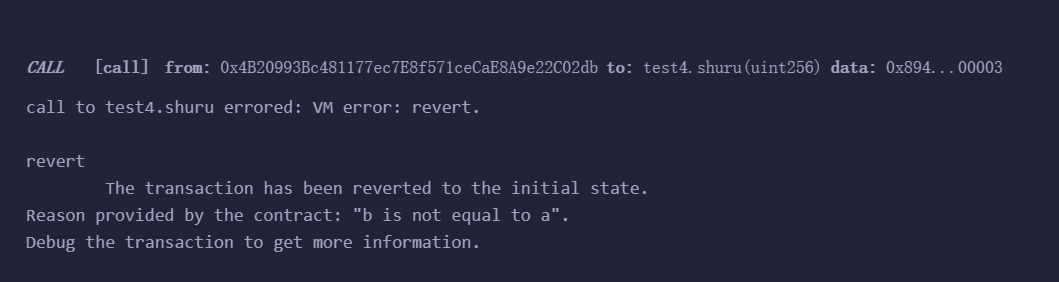 CALL [call] from: 0x4B20993Bc481177ec7E8f571ceCaE8A9e22C02db to: test4.shuru(uint256) data: 0x894...00003
call to test4.shuru errored: VM error: revert.
revert
The transaction has been reverted to the initial state.
Reason provided by the contract: "b is not equal to a".
Debug the transaction to get more information.